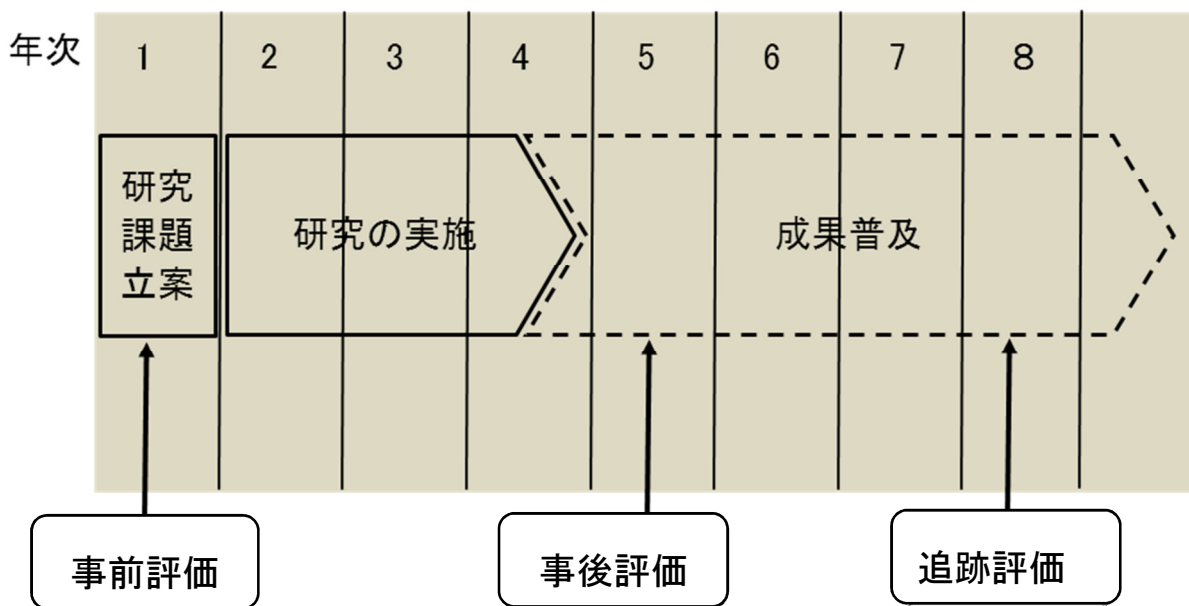 年次 1 2 3 4 5 6 7 8
研究
課題
立案
研究の実施
成果普及
事前評価
事後評価
追跡評価